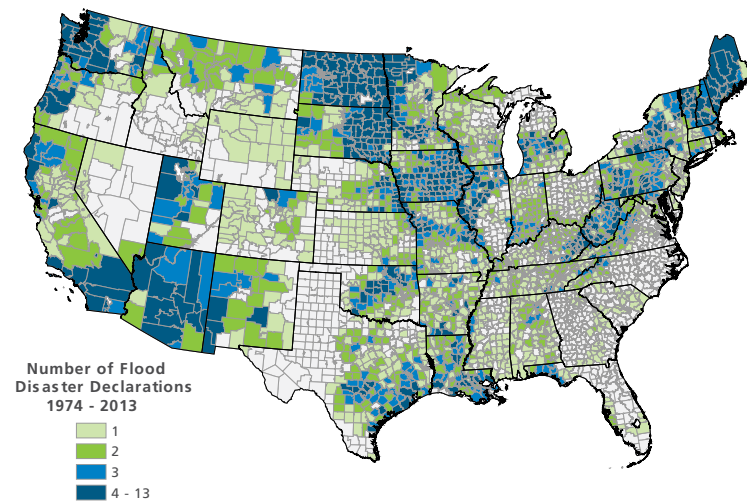 Number of Flood
Disaster Declarations
1974 - 2013
1
2
3
4 - 13